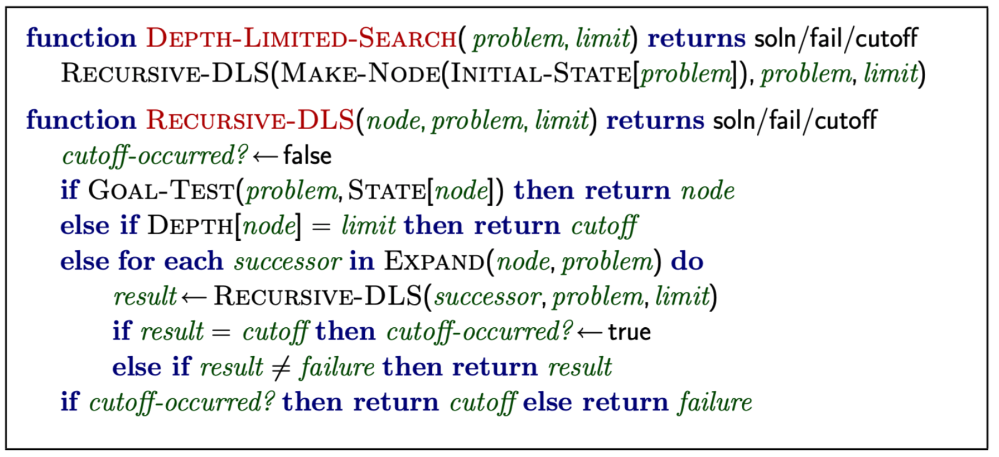 function DEPTH-LIMITED-SEARCH( problem, limit) returns soln/fail/cutoff
RECURSIVE-DLS(MAKE-NODE(INITIAL-STATE[problem]), problem, limit)
function RECURSIVE-DLS(node, problem, limit) returns soln/fail/cutoff
cutoff-occurred? ← false
if GOAL-TEST(problem, STATE[node]) then return node
else if DEPTH[node] = limit then return cutoff
else for each successor in EXPAND(node, problem) do
result ← RECURSIVE-DLS(successor, problem, limit)
if result = cutoff then cutoff-occurred? ← true
else if result ≠ failure then return result
if cutoff-occurred? then return cutoff else return failure